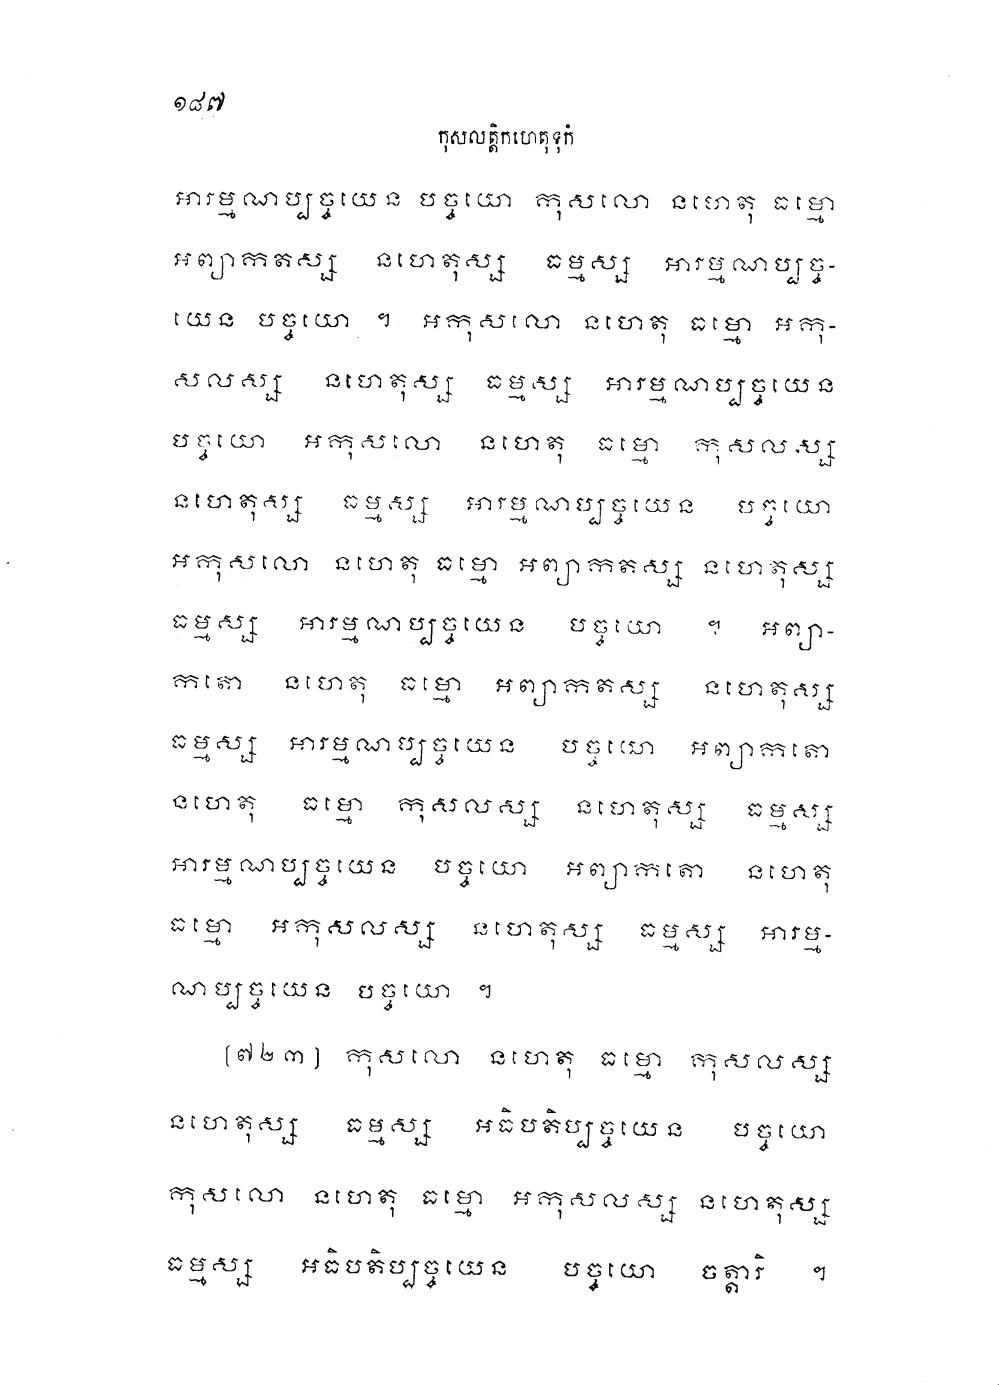 ១៨៧
កុសលត្តិកហេតុទុកំ
អារម្មណប្បច្ចយេន បច្ចយោ កុសលោ នហេតុ ធម្មោ
អព្យាកតស្ស នហេតុស្ស ធម្មស្ស អារម្មណប្បច្ច-
យេន បច្ចយោ ។ អកុសលោ នហេតុ ធម្មោ អកុ-
សលស្ស នហេតុស្ស ធម្មស្ស អារម្មណប្បច្ចយេន
បច្ចយោ អកុសលោ នហេតុ ធម្មោ កុសលស្ស
នហេតុស្ស ធម្មស្ស អារម្មណប្បច្ចយេន បច្ចយោ
អកុសលោ នហេតុ ធម្មោ អព្យាកតស្ស នហេតុស្ស
ធម្មស្ស អារម្មណប្បច្ចយេន បច្ចយោ ។ អព្យា-
កតោ នហេតុ ធម្មោ អព្យាកតស្ស នហេតុស្ស
ធម្មស្ស អារម្មណប្បច្ចយេន បច្ចយោ អព្យាកតោ
នហេតុ ធម្មោ កុសលស្ស នហេតុស្ស ធម្មស្ស
អារម្មណប្បច្ចយេន បច្ចយោ អព្យាកតោ នហេតុ
ធម្មោ អកុសលស្ស នហេតុស្ស ធម្មស្ស អារម្ម-
ណប្បច្ចយេន បច្ចយោ ។
[៧២៣] កុសលោ នហេតុ ធម្មោ កុសលស្ស
នហេតុស្ស ធម្មស្ស អធិបតិប្បច្ចយេន បច្ចយោ
កុសលោ នហេតុ ធម្មោ អកុសលស្ស នហេតុស្ស
ធម្មស្ស អធិបតិប្បច្ចយេន បច្ចយោ ចត្តារិ ។